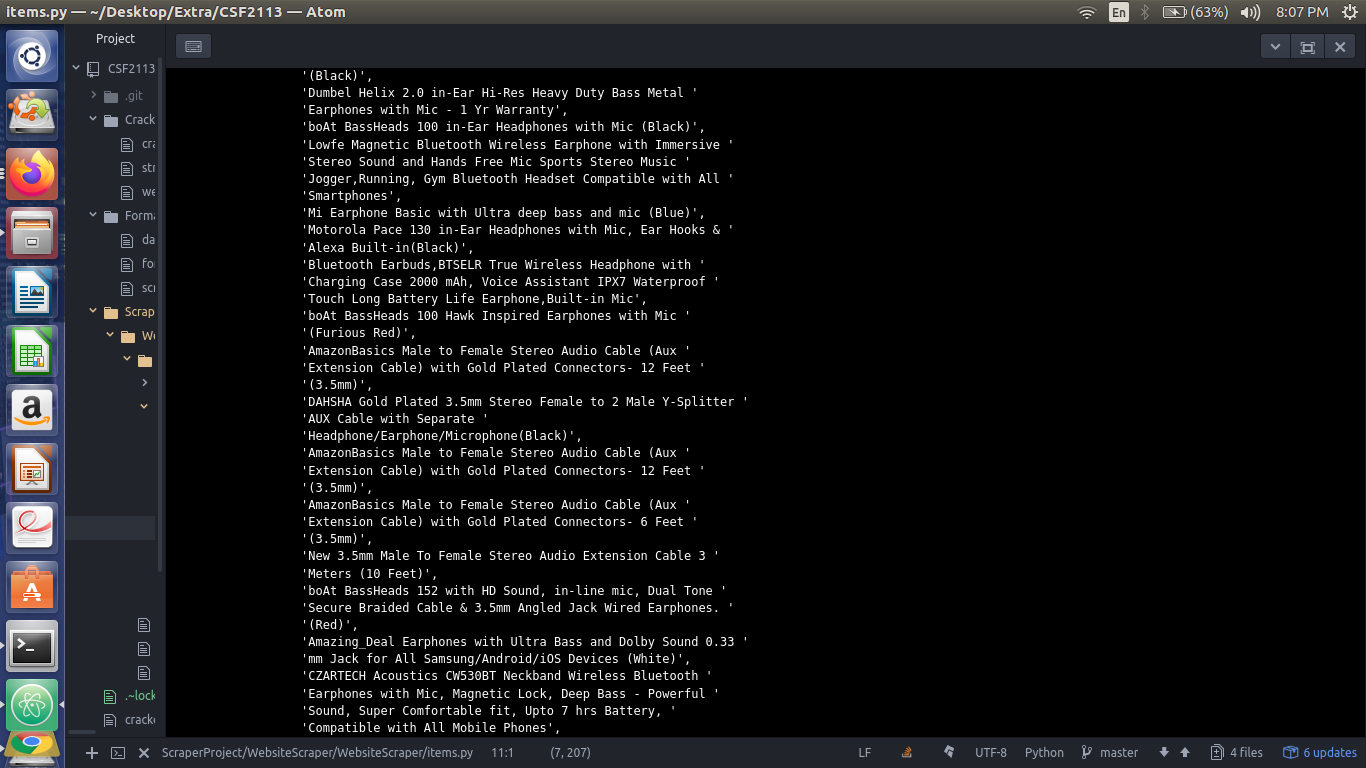 items.py — ~/Desktop/Extra/CSF2113 — Atom
En
(63%)
8:07 PM
Project
CSF2113
.git
Crack
cra
str
we
Forma
da
for
scr
Scrap
We
.~lock
cracke
'(Black)',
'Dumbel Helix 2.0 in-Ear Hi-Res Heavy Duty Bass Metal '
'Earphones with Mic - 1 Yr Warranty',
'boAt BassHeads 100 in-Ear Headphones with Mic (Black)',
'Lowfe Magnetic Bluetooth Wireless Earphone with Immersive '
'Stereo Sound and Hands Free Mic Sports Stereo Music '
'Jogger,Running, Gym Bluetooth Headset Compatible with All '
'Smartphones',
'Mi Earphone Basic with Ultra deep bass and mic (Blue)',
'Motorola Pace 130 in-Ear Headphones with Mic, Ear Hooks & '
'Alexa Built-in(Black)',
'Bluetooth Earbuds,BTSELR True Wireless Headphone with '
'Charging Case 2000 mAh, Voice Assistant IPX7 Waterproof '
'Touch Long Battery Life Earphone,Built-in Mic',
'boAt BassHeads 100 Hawk Inspired Earphones with Mic '
'(Furious Red)',
'AmazonBasics Male to Female Stereo Audio Cable (Aux '
'Extension Cable) with Gold Plated Connectors- 12 Feet '
'(3.5mm)',
'DAHSHA Gold Plated 3.5mm Stereo Female to 2 Male Y-Splitter '
'AUX Cable with Separate '
'Headphone/Earphone/Microphone(Black)',
'AmazonBasics Male to Female Stereo Audio Cable (Aux '
'Extension Cable) with Gold Plated Connectors- 12 Feet '
'(3.5mm)',
'AmazonBasics Male to Female Stereo Audio Cable (Aux '
'Extension Cable) with Gold Plated Connectors- 6 Feet '
'(3.5mm)',
'New 3.5mm Male To Female Stereo Audio Extension Cable 3 '
'Meters (10 Feet)',
'boAt BassHeads 152 with HD Sound, in-line mic, Dual Tone '
'Secure Braided Cable & 3.5mm Angled Jack Wired Earphones. '
'(Red)',
'Amazing_Deal Earphones with Ultra Bass and Dolby Sound 0.33 '
'mm Jack for All Samsung/Android/iOS Devices (White)',
'CZARTECH Acoustics CW530BT Neckband Wireless Bluetooth '
'Earphones with Mic, Magnetic Lock, Deep Bass - Powerful '
'Sound, Super Comfortable fit, Upto 7 hrs Battery, '
'Compatible with All Mobile Phones',
ScraperProject/WebsiteScraper/WebsiteScraper/items.py
11:1
(7, 207)
LF
UTF-8
Python
master
4 files
6 updates